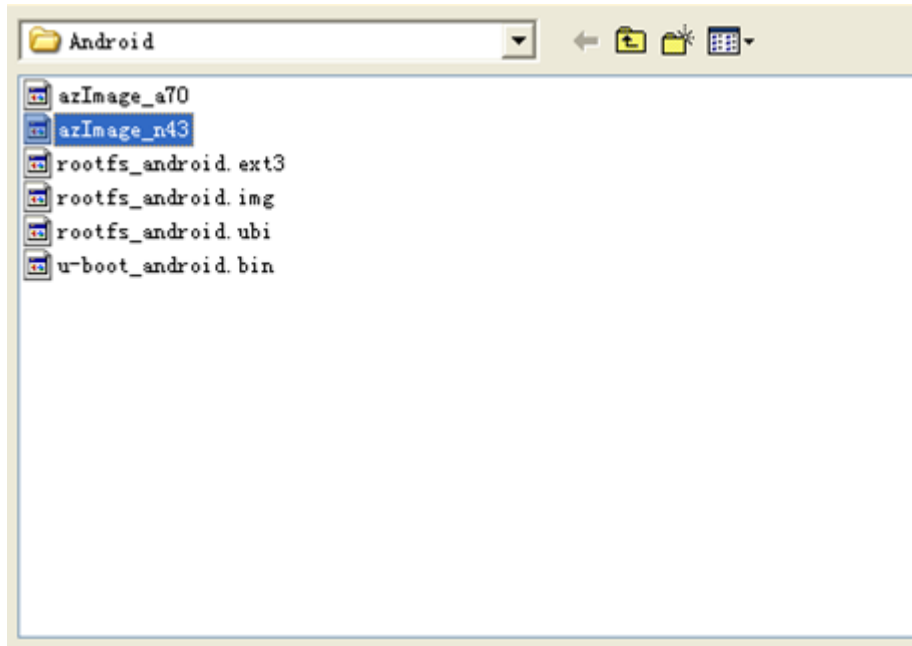 Android
azImage_a70
azImage_n43
rootfs_android.ext3
rootfs_android.img
rootfs_android.ubi
u-boot_android.bin